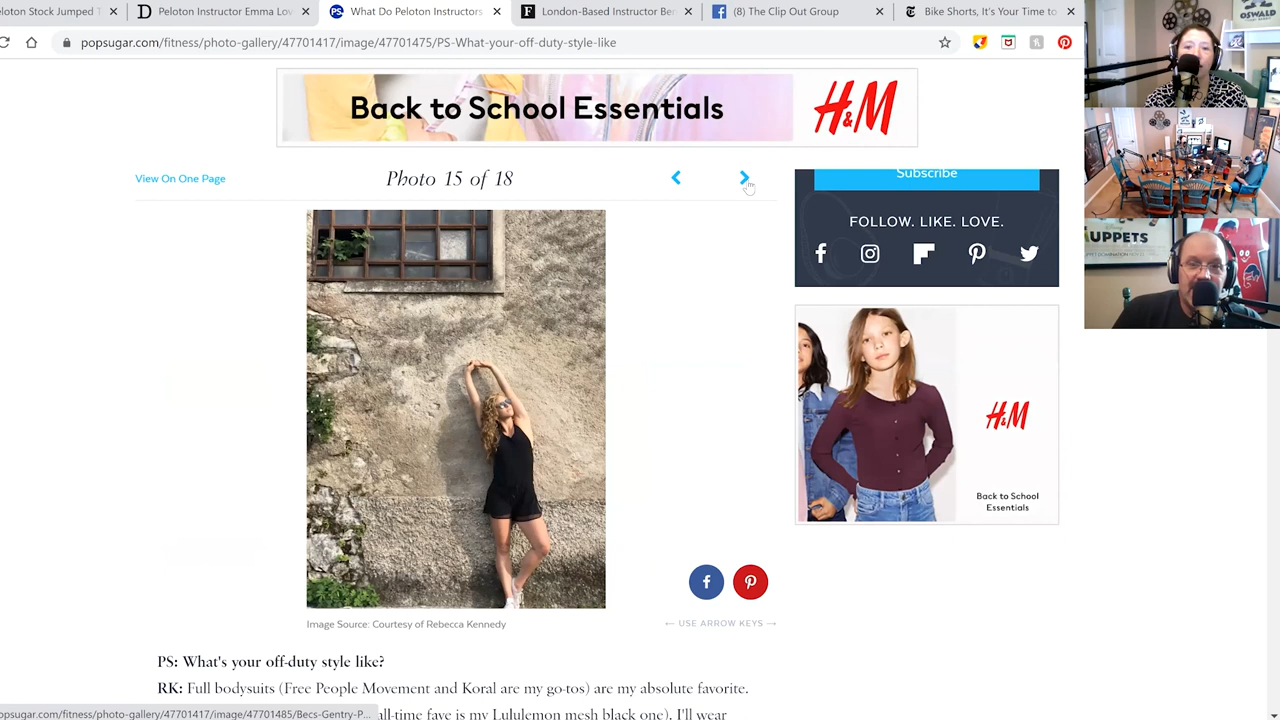 eloton Stock Jumped T
Peloton Instructor Emma Lov
What Do Peloton Instructors
London-Based Instructor Be
(8) The Clip Out Group
Bike Shorts, It's Your Time to
popsugar.com/fitness/photo-gallery/47701417/image/47701475/PS-What-your-off-duty-style-like
Back to School Essentials
H&M
View On One Page
Photo 15 of 18
Subscribe
FOLLOW. LIKE. LOVE.
H&M
Back to School
Essentials
Image Source: Courtesy of Rebecca Kennedy
← USE ARROW KEYS →
PS: What's your off-duty style like?
RK: Full bodysuits (Free People Movement and Koral are my go-tos) are my absolute favorite.
all-time fave is my Lululemon mesh black one). I'll wear
opsugar.com/fitness/photo-gallery/47701417/image/47701485/Becs-Gentry-P...
OSWALD
UPPETS